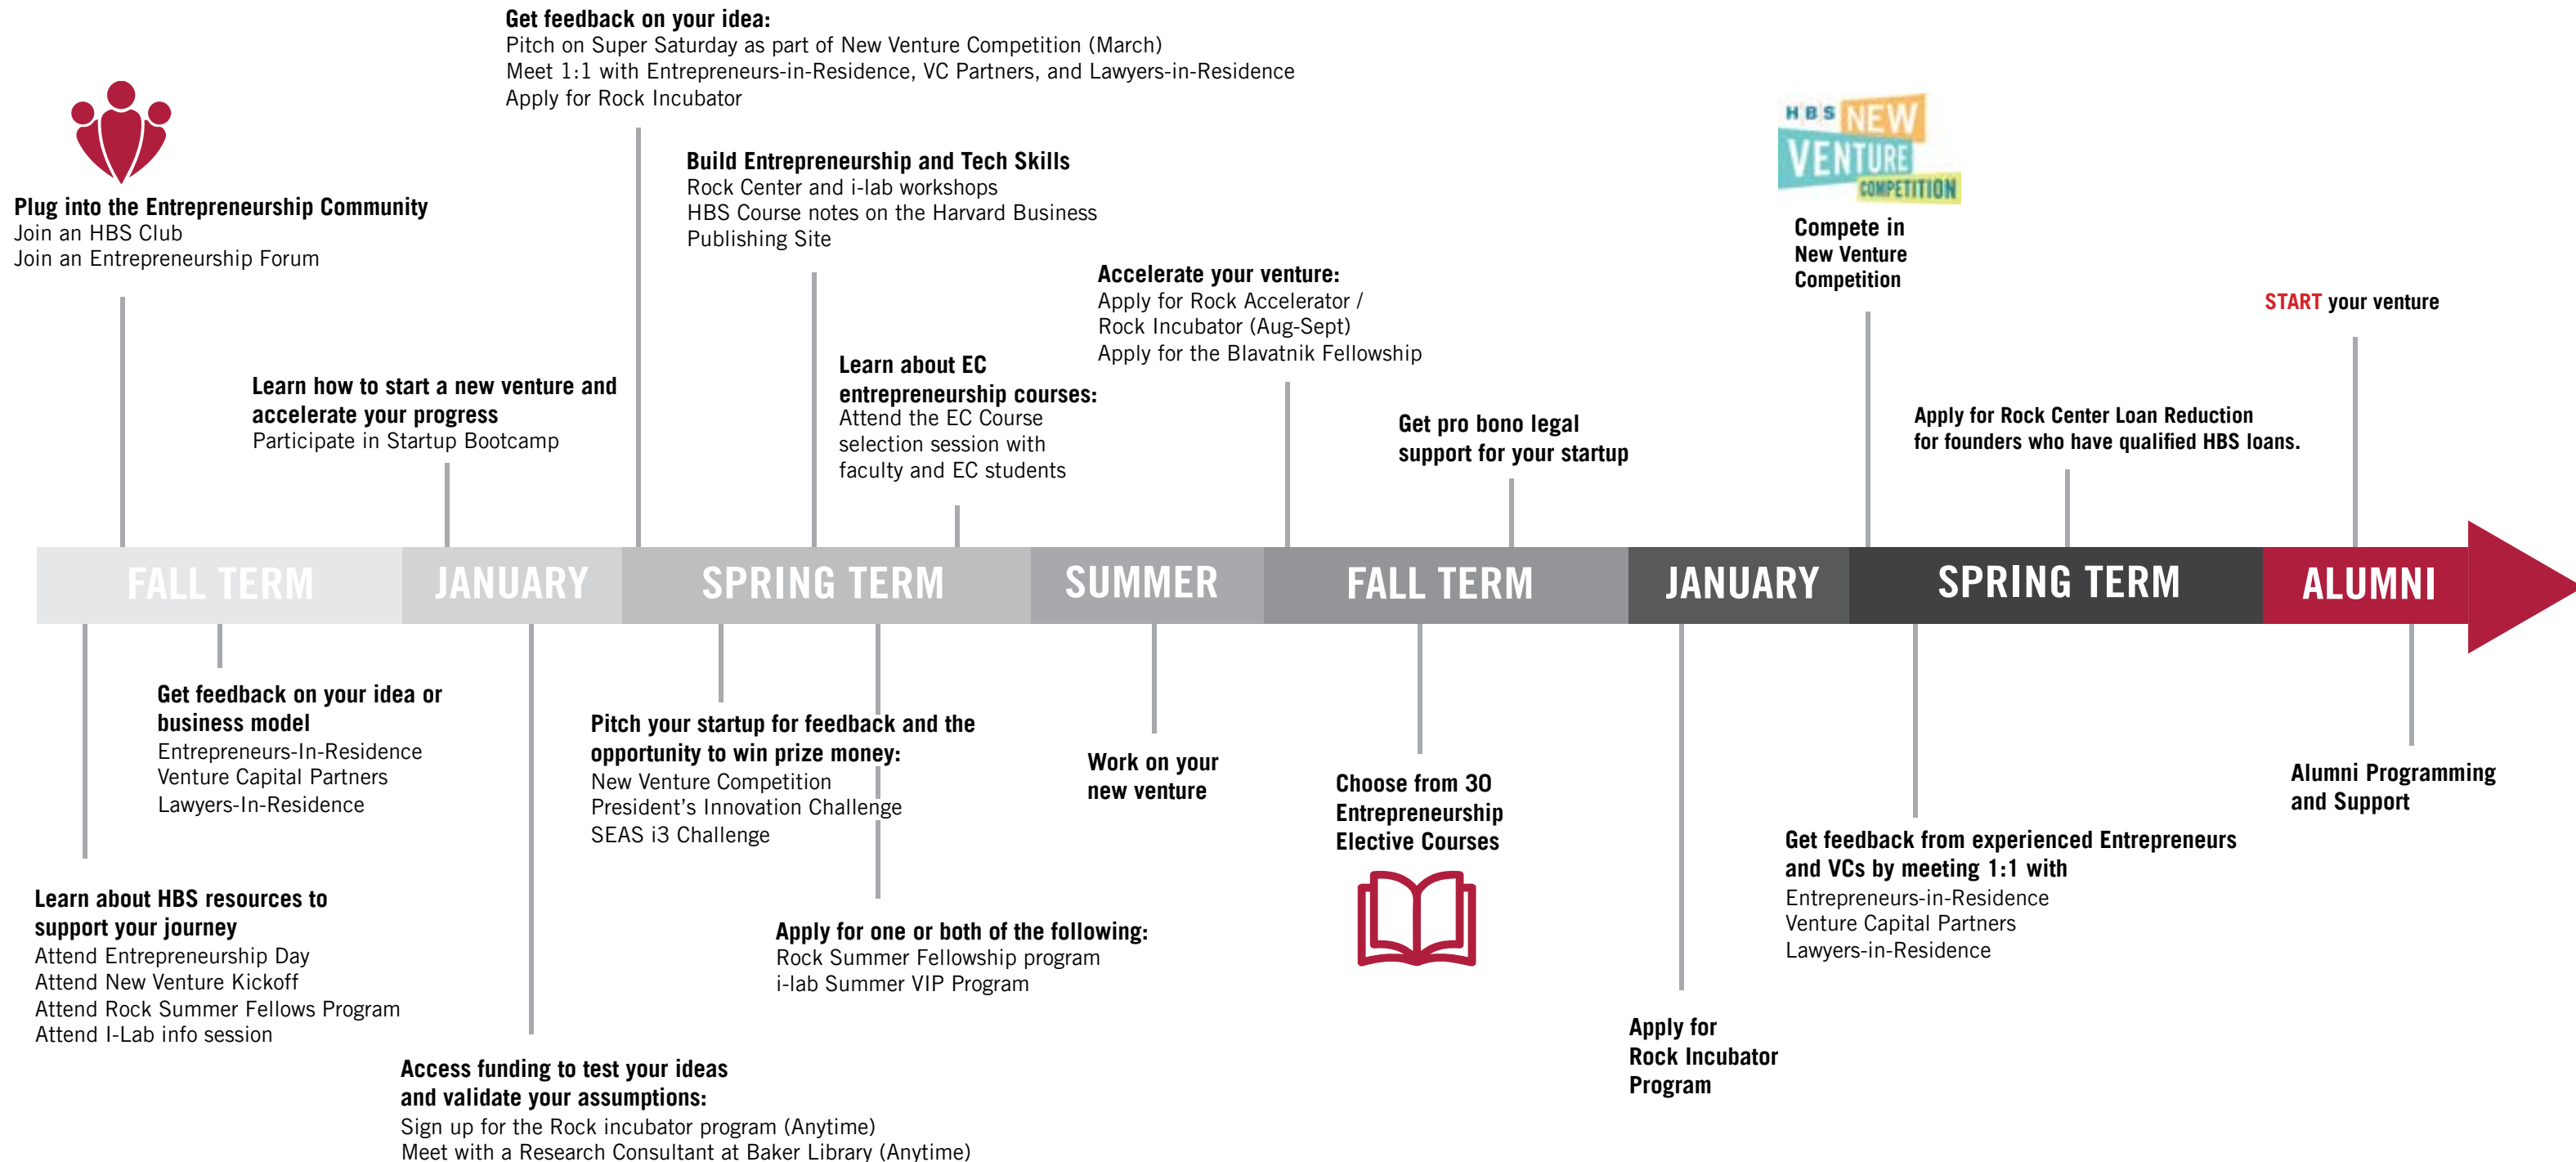 Get feedback on your idea:
Pitch on Super Saturday as part of New Venture Competition (March)
Meet 1:1 with Entrepreneurs-in-Residence, VC Partners, and Lawyers-in-Residence
Apply for Rock Incubator
Plug into the Entrepreneurship Community
Join an HBS Club
Join an Entrepreneurship Forum
Build Entrepreneurship and Tech Skills
Rock Center and i-lab workshops
HBS Course notes on the Harvard Business
Publishing Site
HBS NEW
VENTURE
COMPETITION
Compete in
New Venture
Competition
Accelerate your venture:
Apply for Rock Accelerator /
Rock Incubator (Aug-Sept)
Apply for the Blavatnik Fellowship
START your venture
Learn how to start a new venture and
accelerate your progress
Participate in Startup Bootcamp
Learn about EC
entrepreneurship courses:
Attend the EC Course
selection session with
faculty and EC students
Get pro bono legal
support for your startup
Apply for Rock Center Loan Reduction
for founders who have qualified HBS loans.
FALL TERM
JANUARY
SPRING TERM
SUMMER
FALL TERM
JANUARY
SPRING TERM
ALUMNI
Get feedback on your idea or
business model
Entrepreneurs-In-Residence
Venture Capital Partners
Lawyers-In-Residence
Learn about HBS resources to
support your journey
Attend Entrepreneurship Day
Attend New Venture Kickoff
Attend Rock Summer Fellows Program
Attend I-Lab info session
Pitch your startup for feedback and the
opportunity to win prize money:
New Venture Competition
President's Innovation Challenge
SEAS i3 Challenge
Apply for one or both of the following:
Rock Summer Fellowship program
i-lab Summer VIP Program
Access funding to test your ideas
and validate your assumptions:
Sign up for the Rock incubator program (Anytime)
Meet with a Research Consultant at Baker Library (Anytime)
Work on your
new venture
Choose from 30
Entrepreneurship
Elective Courses
Apply for
Rock Incubator
Program
Get feedback from experienced Entrepreneurs
and VCs by meeting 1:1 with
Entrepreneurs-in-Residence
Venture Capital Partners
Lawyers-in-Residence
Alumni Programming
and Support